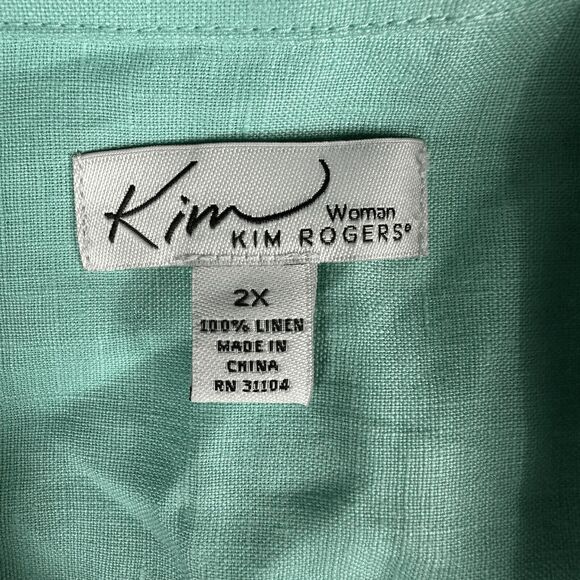 Kim
Woman
KIM ROGERS®
2X
100% LINEN
MADE IN
CHINA
RN 31104